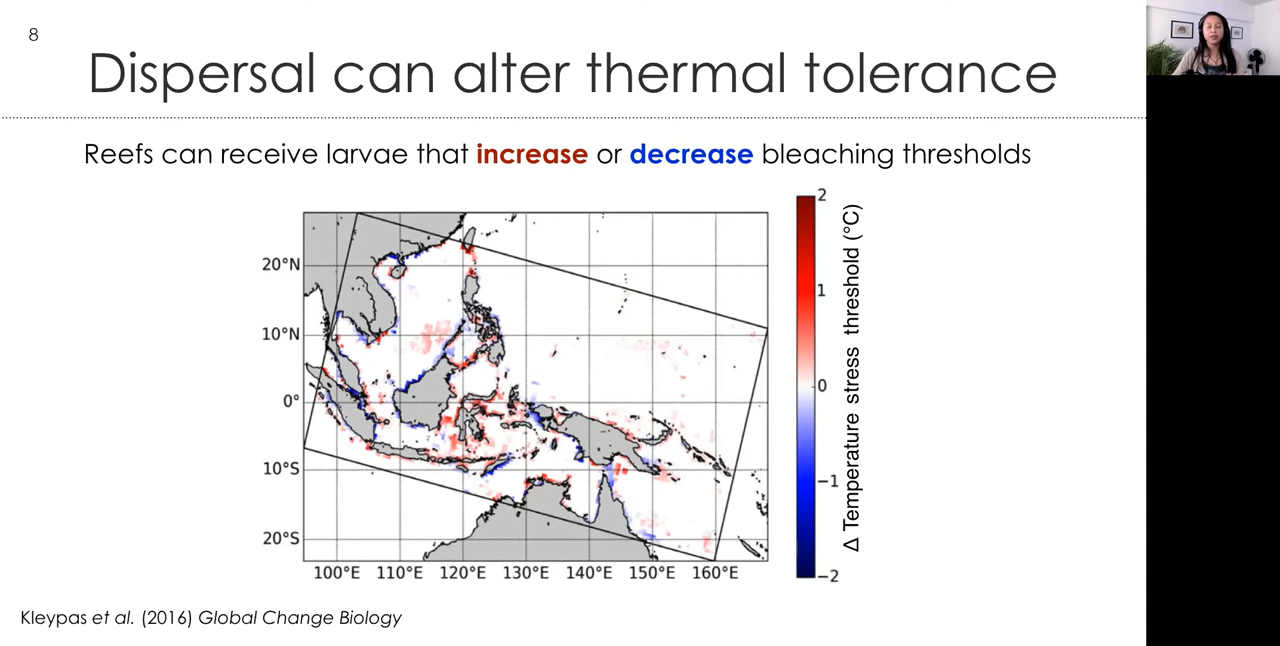 8
Dispersal can alter thermal tolerance
Reefs can receive larvae that increase or decrease bleaching thresholds
20°N
10°N
0°
10°S
20°S
100°E 110°E 120°E 130°E 140°E 150°E 160°E
2
1
0
−1
−2
Δ Temperature stress threshold (°C)
Kleypas et al. (2016) Global Change Biology